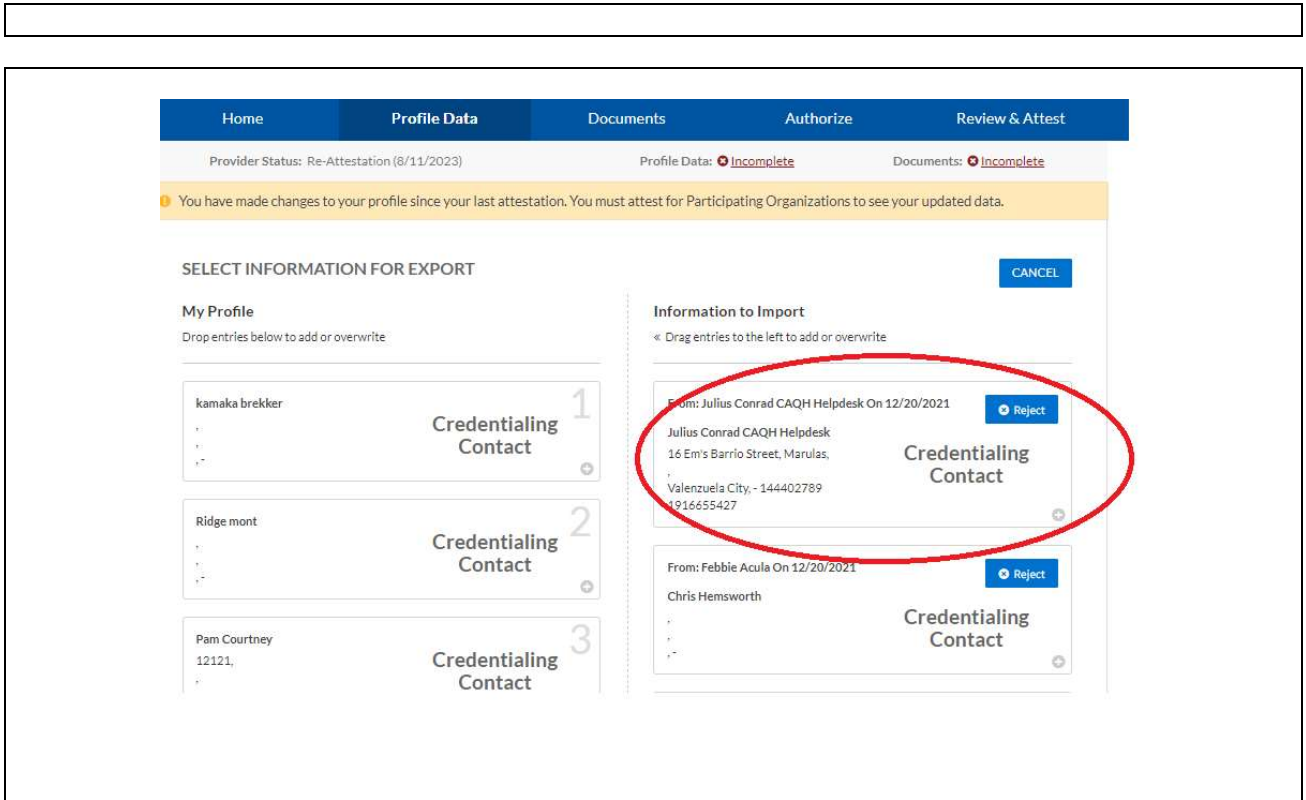 Home Profile Data Documents Authorize Review & Attest
Provider Status: Re-Attestation (8/11/2023) Profile Data: Incomplete Documents: Incomplete
You have made changes to your profile since your last attestation. You must attest for Participating Organizations to see your updated data.
SELECT INFORMATION FOR EXPORT
CANCEL
My Profile
Drop entries below to add or overwrite
kamaka brekker
,
,
, -
Credentialing
Contact
1
Ridge mont
,
,
, -
Credentialing
Contact
2
Pam Courtney
12121,
,
Credentialing
Contact
3
Information to Import
« Drag entries to the left to add or overwrite
From: Julius Conrad CAQH Helpdesk On 12/20/2021
Reject
Julius Conrad CAQH Helpdesk
16 Em's Barrio Street, Marulas,
,
Valenzuela City, - 144402789
1916655427
Credentialing
Contact
From: Febbie Acula On 12/20/2021
Reject
Chris Hemsworth
,
,
, -
Credentialing
Contact